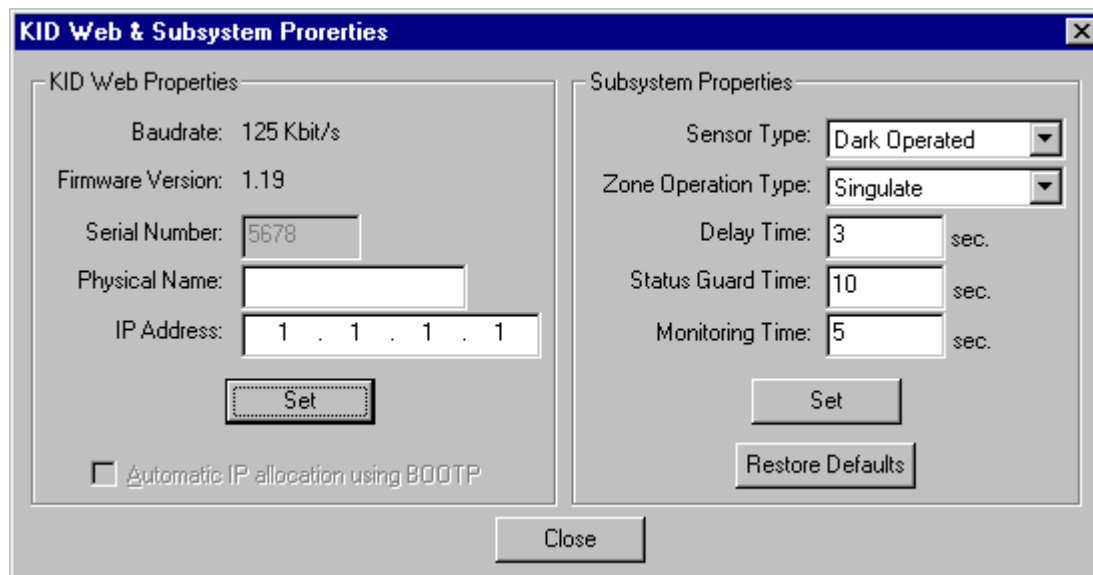 KID Web & Subsystem Prorerties
KID Web Properties
Baudrate: 125 Kbit/s
Firmware Version: 1.19
Serial Number: 5678
Physical Name:
IP Address: 1 . 1 . 1 . 1
Set
Automatic IP allocation using BOOTP
Subsystem Properties
Sensor Type: Dark Operated
Zone Operation Type: Singulate
Delay Time: 3 sec.
Status Guard Time: 10 sec.
Monitoring Time: 5 sec.
Set
Restore Defaults
Close